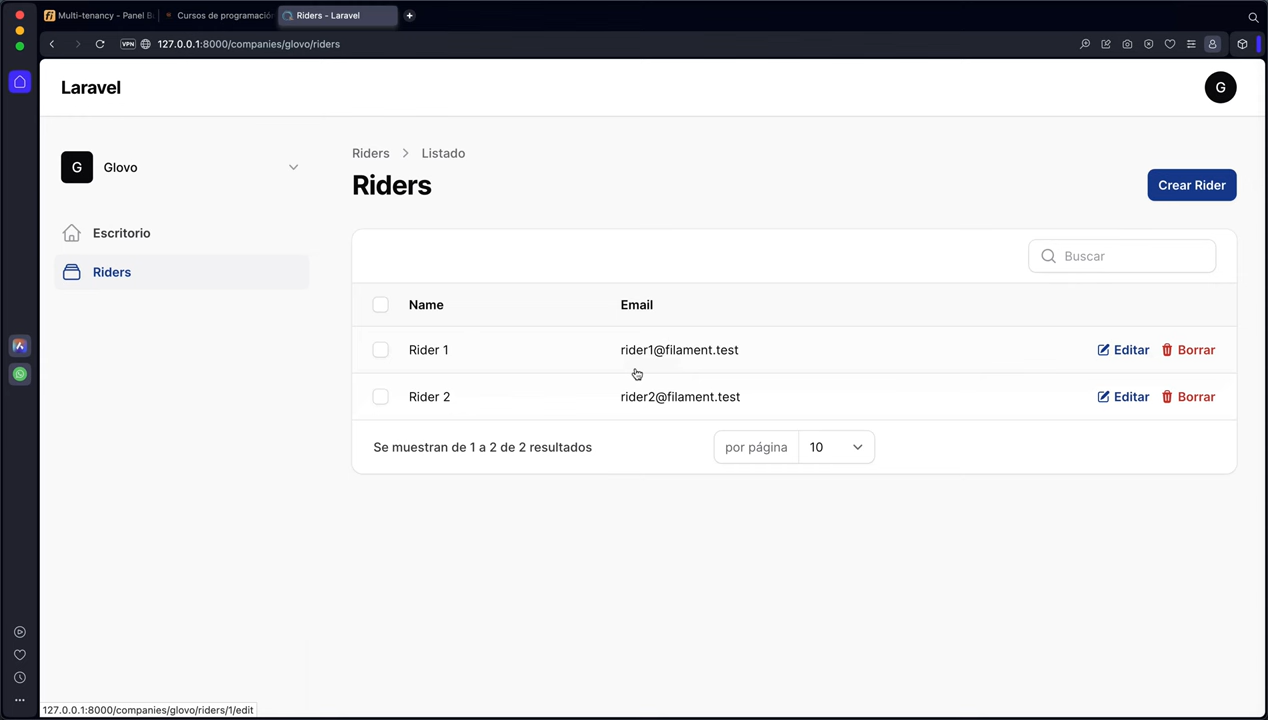 Multi-tenancy - Panel B
Cursos de programación
Riders - Laravel
VPN
127.0.0.1:8000/companies/glovo/riders
Laravel
G
G
Glovo
Riders
Listado
Riders
Crear Rider
Escritorio
Riders
Buscar
Name
Email
Rider 1
rider1@filament.test
Editar
Borrar
Rider 2
rider2@filament.test
Editar
Borrar
Se muestran de 1 a 2 de 2 resultados
por página
10
127.0.0.1:8000/companies/glovo/riders/1/edit